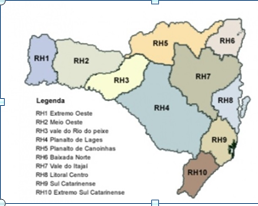 RH6
RH5
RH1
RH2
RH3
RH7
RH4
RH8
RH9
RH10
Legenda
RH1 Extremo Oeste
RH2 Meio Oeste
RH3 vale do Rio do peixe
RH4 Planalto de Lages
RH5 Planalto de Canoinhas
RH6 Baixada Norte
RH7 Vale do Itajaí
RH8 Litoral Centro
RH9 Sul Catarinense
RH10 Extremo Sul Catarinense